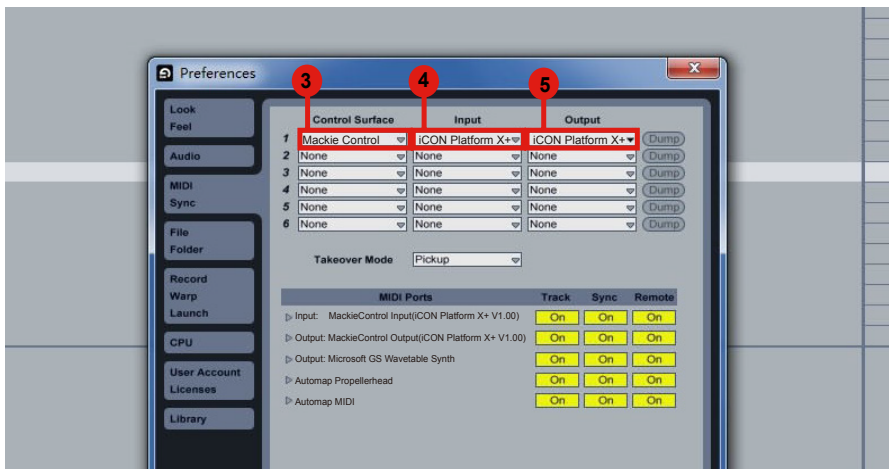 Preferences
X
3 4 5
Look
Feel
Audio
MIDI
Sync
File
Folder
Record
Warp
Launch
CPU
User Account
Licenses
Library
Control Surface Input Output
1 Mackie Control iCON Platform X+ iCON Platform X+ Dump
2 None None None Dump
3 None None None Dump
4 None None None Dump
5 None None None Dump
6 None None None Dump
Takeover Mode Pickup
MIDI Ports Track Sync Remote
Input: MackieControl Input(iCON Platform X+ V1.00) On On On
Output: MackieControl Output(iCON Platform X+ V1.00) On On On
Output: Microsoft GS Wavetable Synth On On On
Automap Propellerhead On On On
Automap MIDI On On On